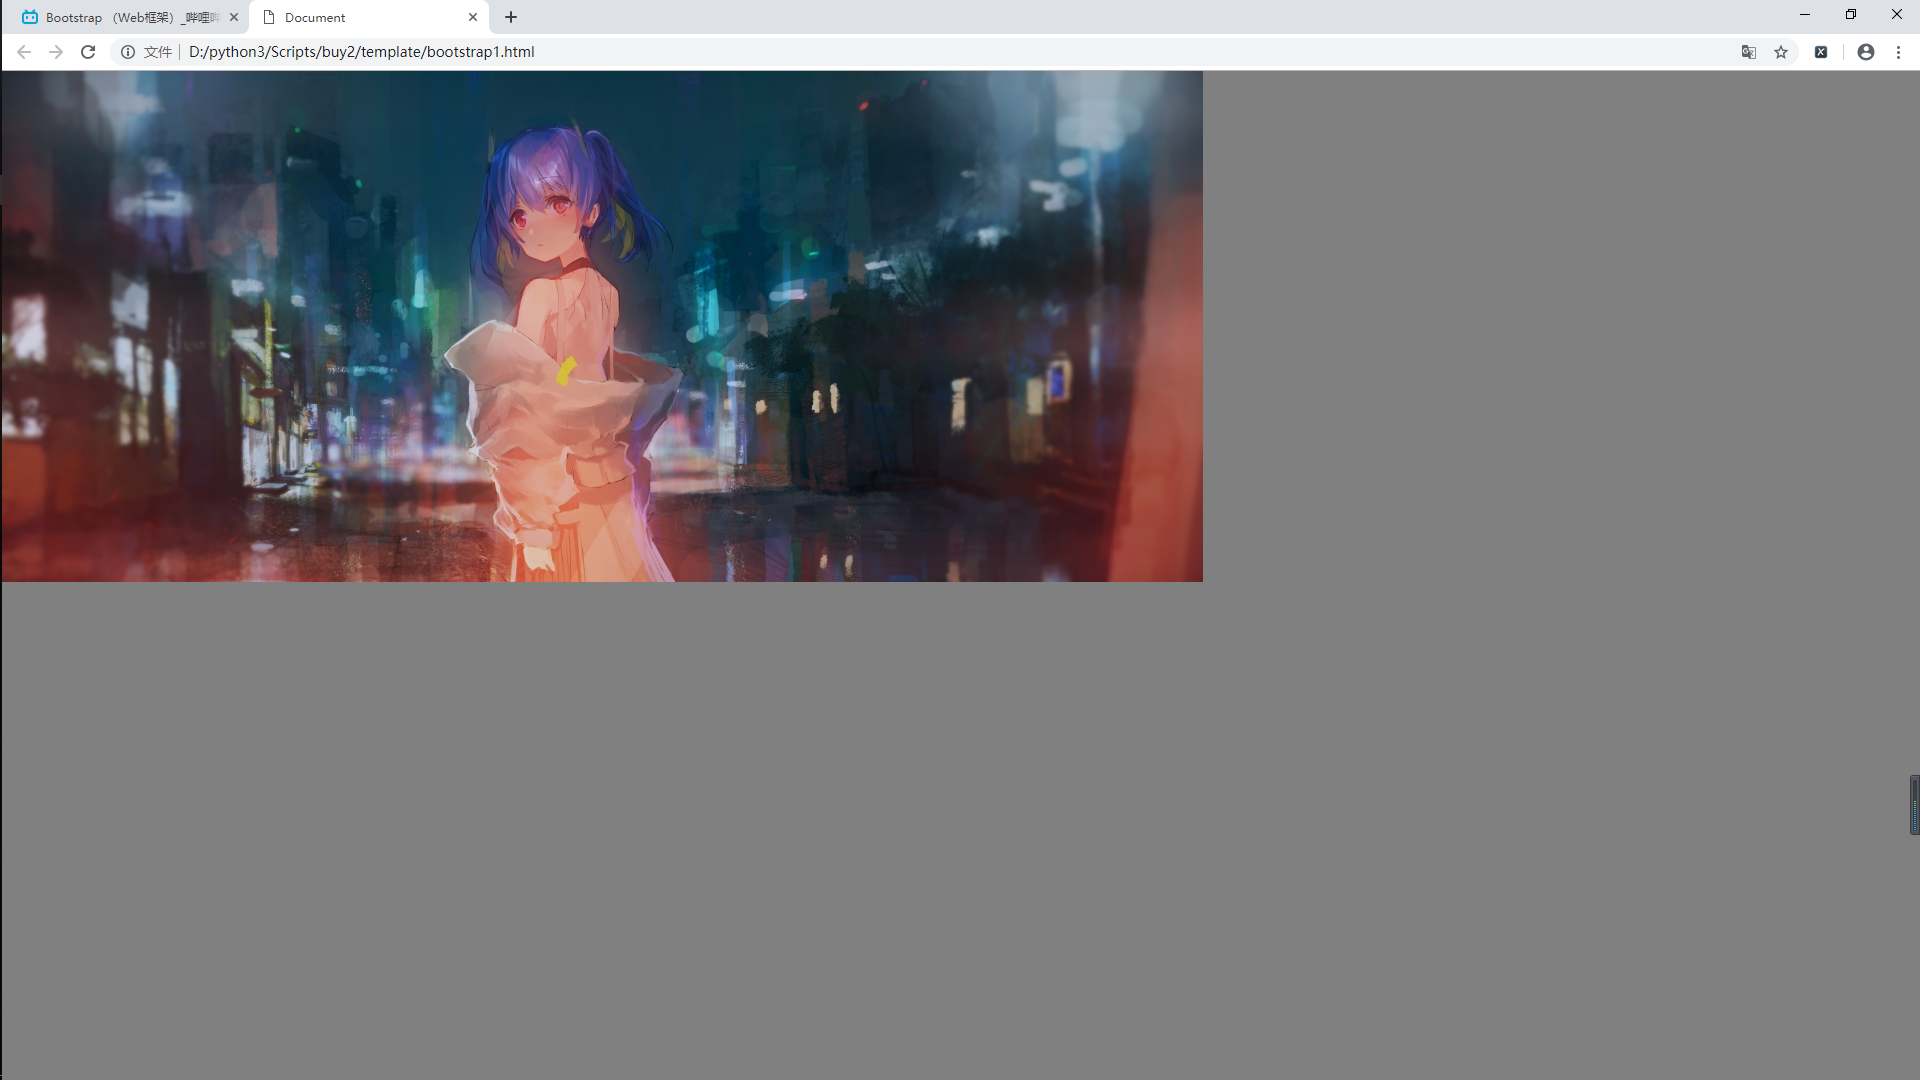 Bootstrap （Web框架）_哔哩
Document
文件
D:/python3/Scripts/buy2/template/bootstrap1.html